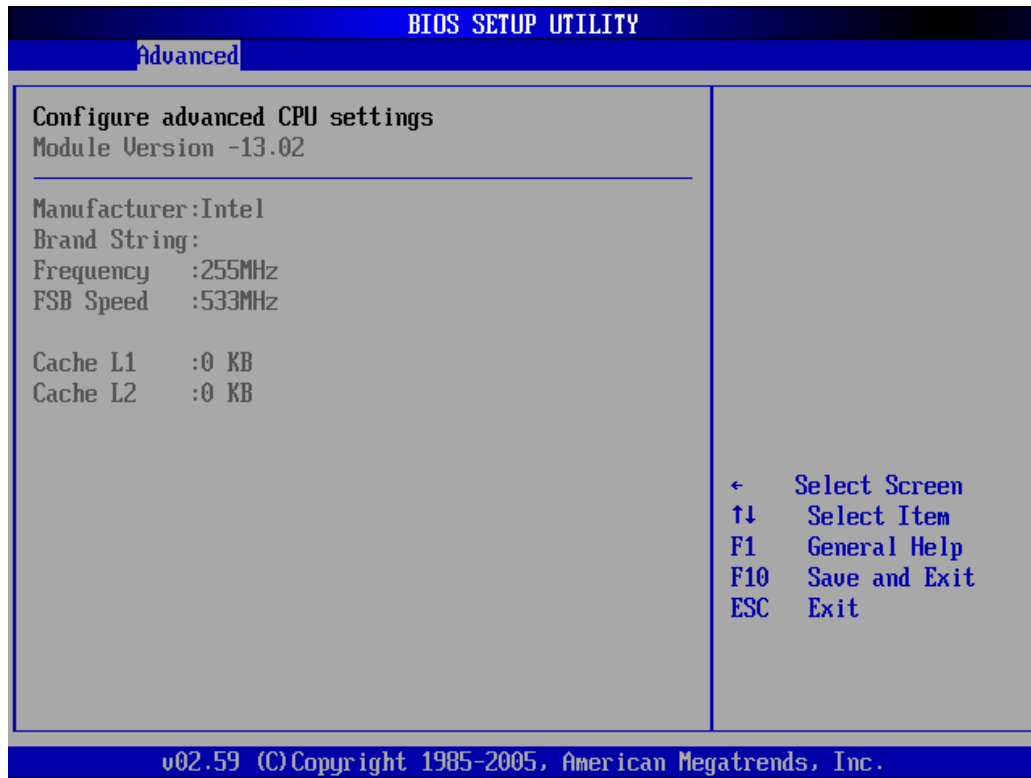 BIOS SETUP UTILITY
Advanced
Configure advanced CPU settings
Module Version -13.02
Manufacturer:Intel
Brand String:
Frequency :255MHz
FSB Speed :533MHz
Cache L1 :0 KB
Cache L2 :0 KB
← Select Screen
↑↓ Select Item
F1 General Help
F10 Save and Exit
ESC Exit
v02.59 (C)Copyright 1985-2005, American Megatrends, Inc.